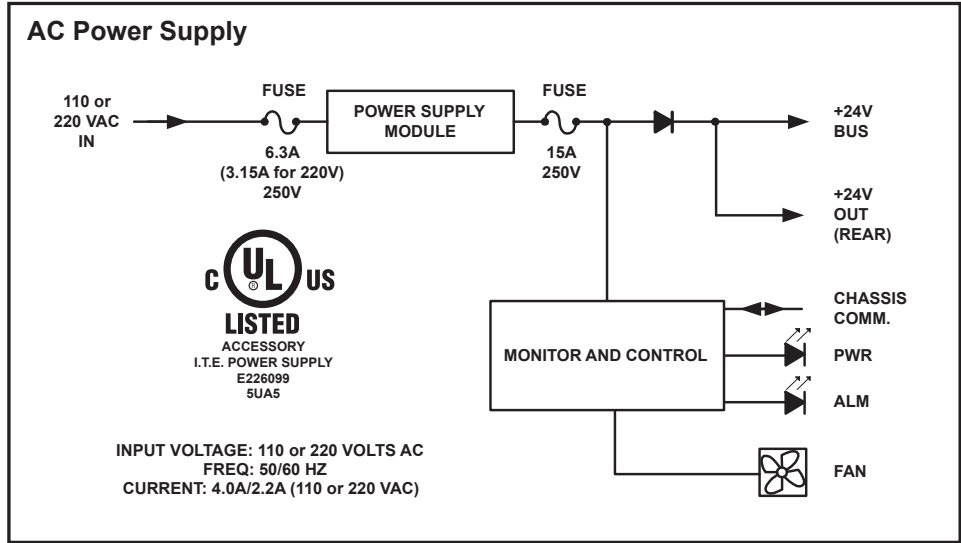 AC Power Supply
110 or
220 VAC
IN
FUSE
6.3A
(3.15A for 220V)
250V
POWER SUPPLY
MODULE
FUSE
15A
250V
+24V
BUS
+24V
OUT
(REAR)
C UL US
®
LISTED
ACCESSORY
I.T.E. POWER SUPPLY
E226099
5UA5
MONITOR AND CONTROL
CHASSIS
COMM.
PWR
ALM
FAN
INPUT VOLTAGE: 110 or 220 VOLTS AC
FREQ: 50/60 HZ
CURRENT: 4.0A/2.2A (110 or 220 VAC)